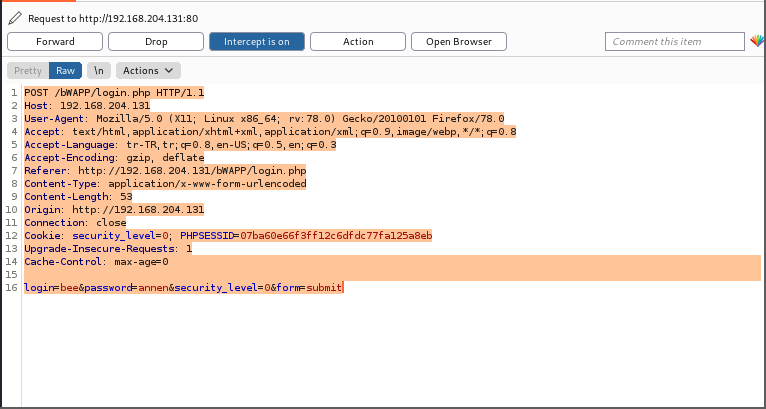 Request to http://192.168.204.131:80
Forward Drop Intercept is on Action Open Browser Comment this item
Pretty Raw \n Actions
1 POST /bWAPP/login.php HTTP/1.1
2 Host: 192.168.204.131
3 User-Agent: Mozilla/5.0 (X11; Linux x86_64; rv:78.0) Gecko/20100101 Firefox/78.0
4 Accept: text/html,application/xhtml+xml,application/xml;q=0.9,image/webp,*/*;q=0.8
5 Accept-Language: tr-TR,tr;q=0.8,en-US;q=0.5,en;q=0.3
6 Accept-Encoding: gzip, deflate
7 Referer: http://192.168.204.131/bWAPP/login.php
8 Content-Type: application/x-www-form-urlencoded
9 Content-Length: 53
10 Origin: http://192.168.204.131
11 Connection: close
12 Cookie: security_level=0; PHPSESSID=07ba60e66f3ff12c6dfdc77fa125a8eb
13 Upgrade-Insecure-Requests: 1
14 Cache-Control: max-age=0
15
16 login=bee&password=annen&security_level=0&form=submit